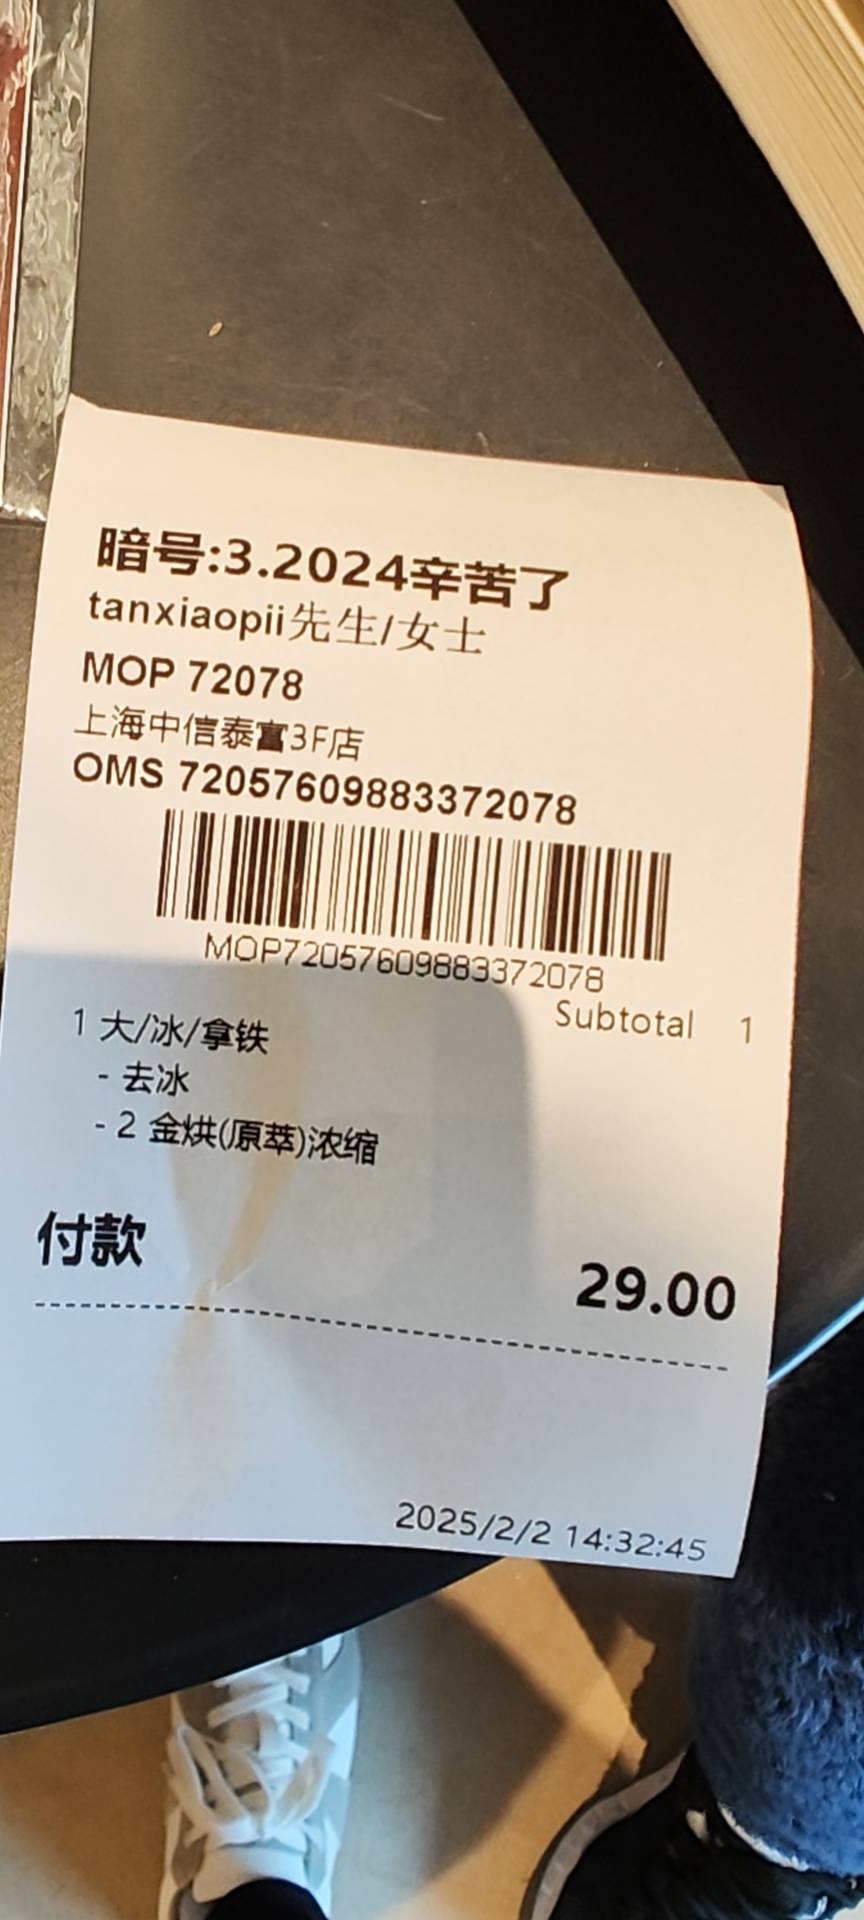 暗号:3.2024辛苦了
tanxiaopii先生/女士
MOP 72078
上海中信泰富3F店
OMS 72057609883372078
MOP72057609883372078
Subtotal 1
1 大/冰/拿铁
- 去冰
- 2 金烘(原萃)浓缩
付款 29.00
2025/2/2 14:32:45